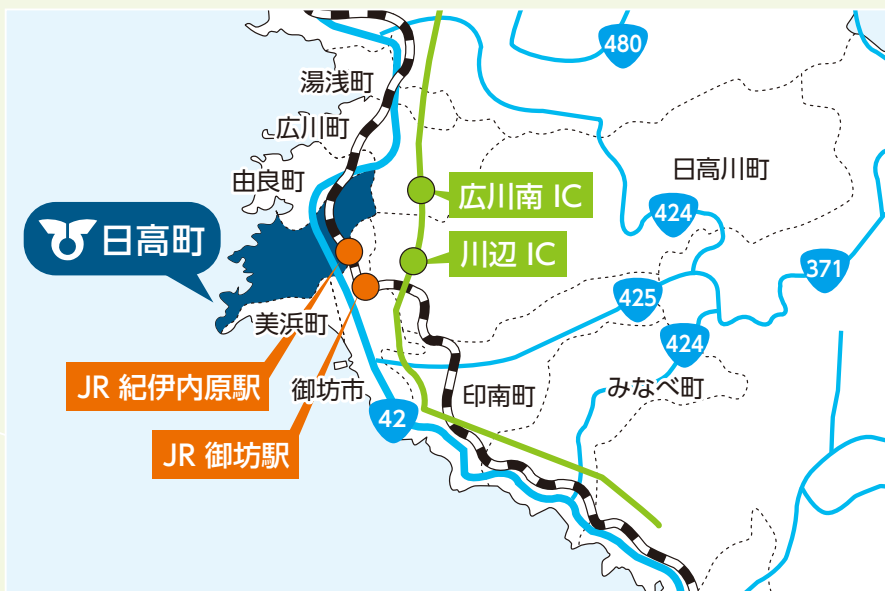 480
湯浅町
広川町
日高川町
由良町
広川南 IC
424
日高町
川辺 IC
371
425
美浜町
424
JR 紀伊内原駅
御坊市
印南町
みなべ町
42
JR 御坊駅